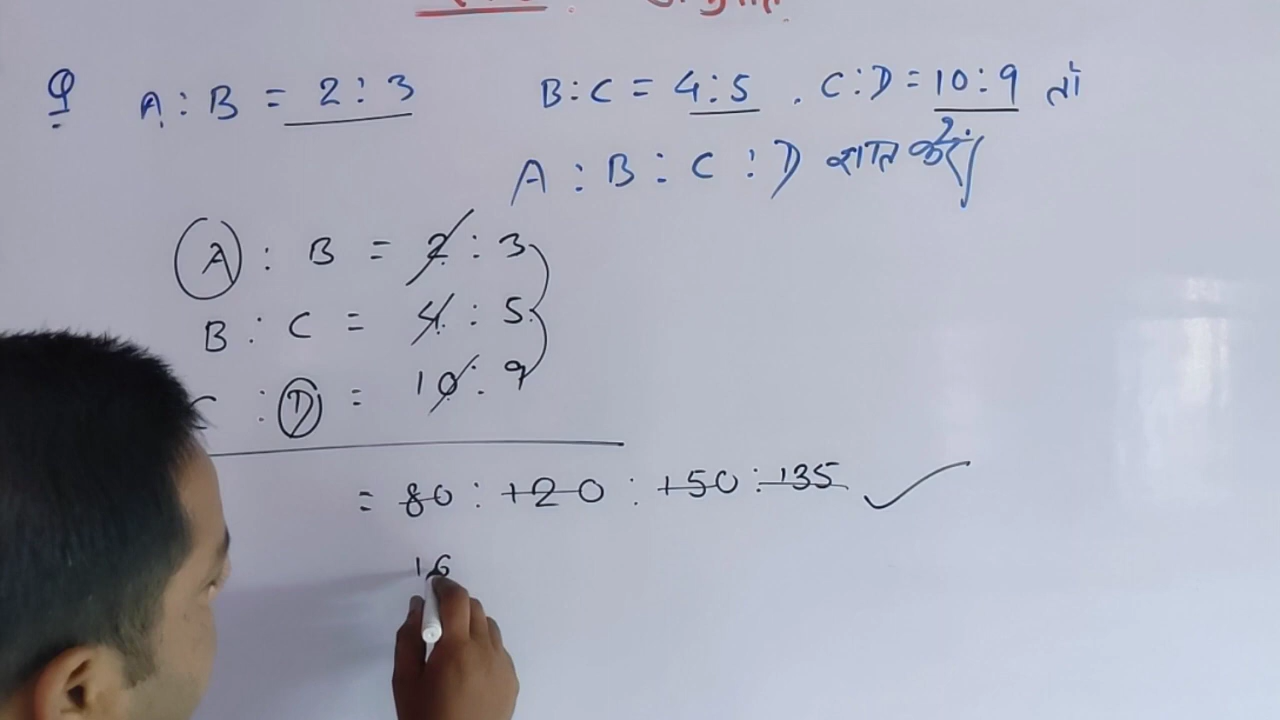 Q A : B = 2 : 3 B : C = 4 : 5 . C : D = 10 : 9 तो
A : B : C : D ज्ञात करें।
A : B = 2 : 3
B : C = 4 : 5
C : D = 10 : 9
= 80 : 120 : 150 : 135
16